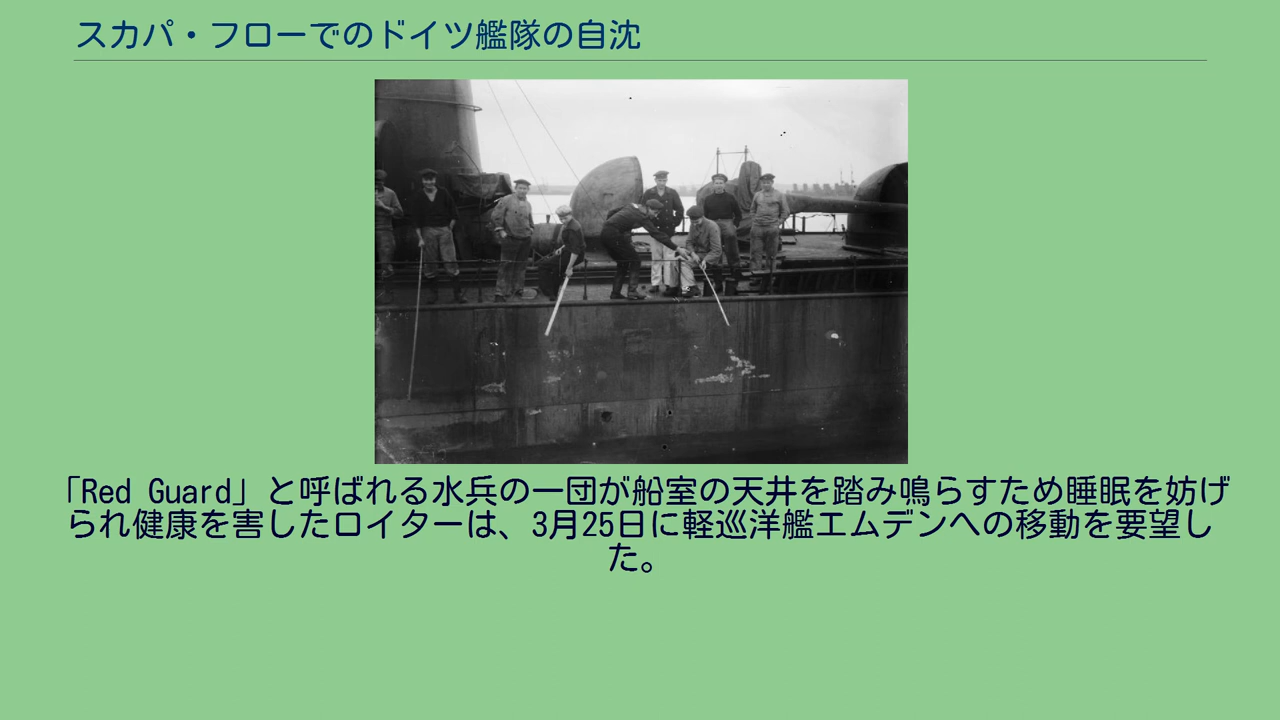 スカパ・フローでのドイツ艦隊の自沈
「Red Guard」と呼ばれる水兵の一団が船室の天井を踏み鳴らすため睡眠を妨げ
られ健康を害したロイターは、3月25日に軽巡洋艦エムデンへの移動を要望し
た。